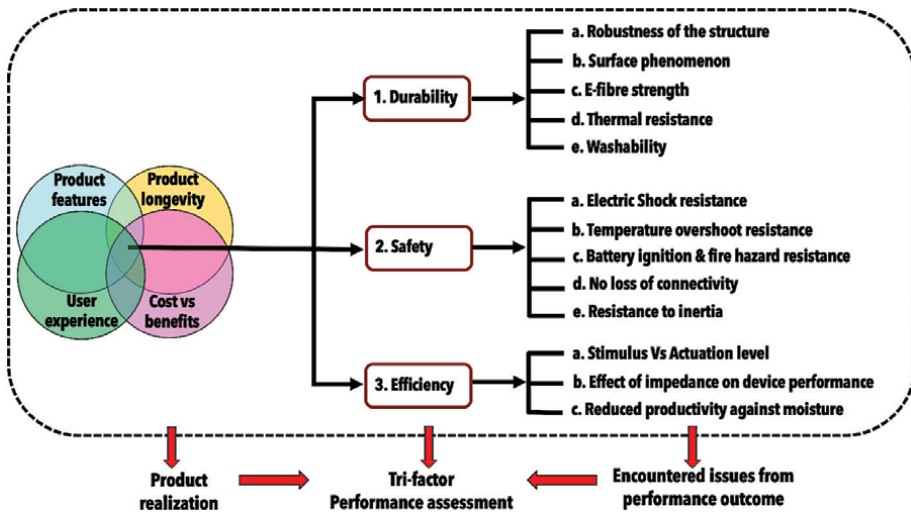 Product
features
Product
longevity
User
experience
Cost vs
benefits
1. Durability
a. Robustness of the structure
b. Surface phenomenon
c. E-fibre strength
d. Thermal resistance
e. Washability
2. Safety
a. Electric Shock resistance
b. Temperature overshoot resistance
c. Battery ignition & fire hazard resistance
d. No loss of connectivity
e. Resistance to inertia
3. Efficiency
a. Stimulus Vs Actuation level
b. Effect of impedance on device performance
c. Reduced productivity against moisture
Product
realization
Tri-factor
Performance assessment
Encountered issues from
performance outcome